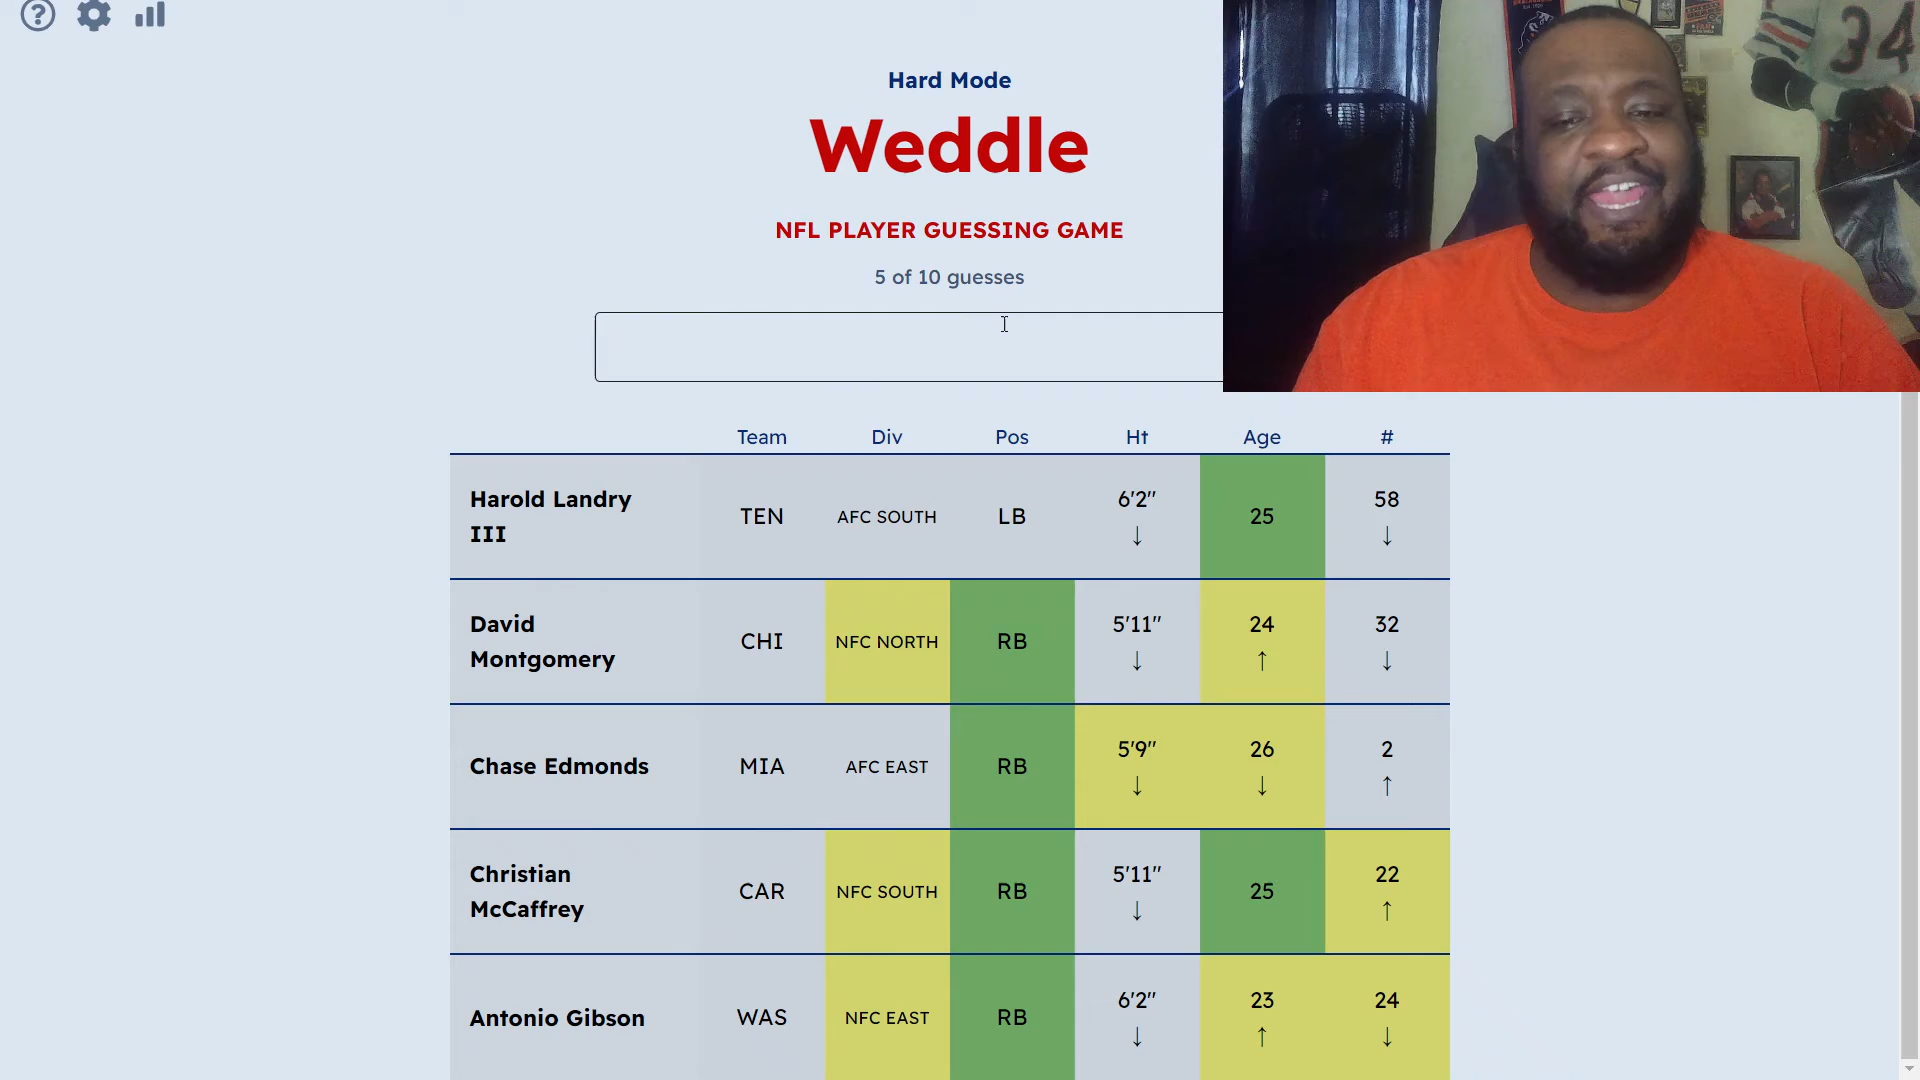 Hard Mode
Weddle
NFL PLAYER GUESSING GAME
5 of 10 guesses
Team Div Pos Ht Age #
Harold Landry III TEN AFC SOUTH LB 6'2" ↓ 25 58 ↓
David Montgomery CHI NFC NORTH RB 5'11" ↓ 24 ↑ 32 ↓
Chase Edmonds MIA AFC EAST RB 5'9" ↓ 26 ↓ 2 ↑
Christian McCaffrey CAR NFC SOUTH RB 5'11" ↓ 25 22 ↑
Antonio Gibson WAS NFC EAST RB 6'2" ↓ 23 ↑ 24 ↓
34